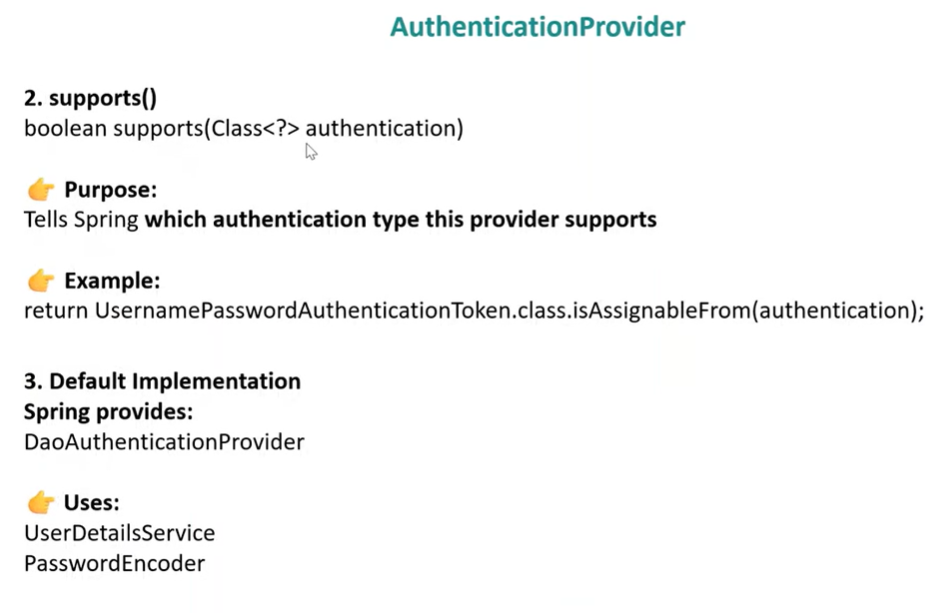 AuthenticationProvider
2. supports()
boolean supports(Class<?> authentication)
👉 Purpose:
Tells Spring which authentication type this provider supports
👉 Example:
return UsernamePasswordAuthenticationToken.class.isAssignableFrom(authentication);
3. Default Implementation
Spring provides:
DaoAuthenticationProvider
👉 Uses:
UserDetailsService
PasswordEncoder